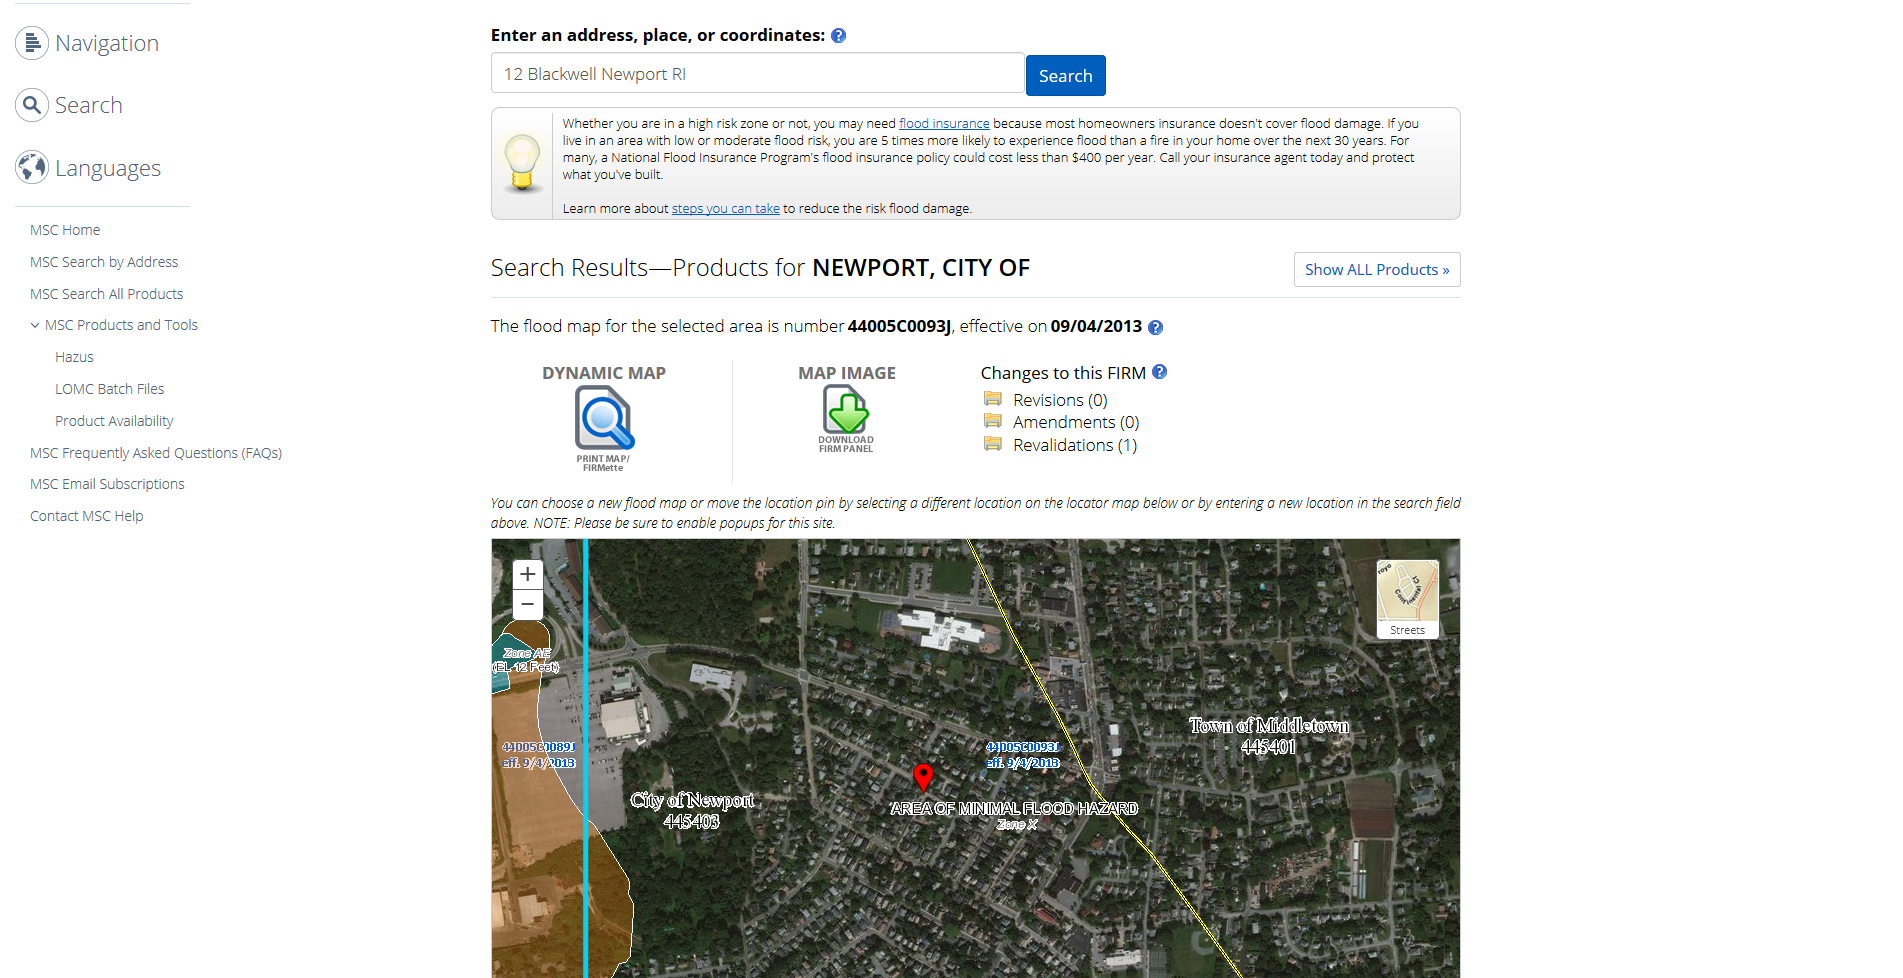 Navigation
Search
Languages
MSC Home
MSC Search by Address
MSC Search All Products
MSC Products and Tools
Hazus
LOMC Batch Files
Product Availability
MSC Frequently Asked Questions (FAQs)
MSC Email Subscriptions
Contact MSC Help
Enter an address, place, or coordinates: ?
12 Blackwell Newport RI
Search
Whether you are in a high risk zone or not, you may need flood insurance because most homeowners insurance doesn't cover flood damage. If you
live in an area with low or moderate flood risk, you are 5 times more likely to experience flood than a fire in your home over the next 30 years. For
many, a National Flood Insurance Program's flood insurance policy could cost less than $400 per year. Call your insurance agent today and protect
what you've built.
Learn more about steps you can take to reduce the risk flood damage.
Search Results—Products for NEWPORT, CITY OF
Show ALL Products »
The flood map for the selected area is number 44005C0093J, effective on 09/04/2013 ?
DYNAMIC MAP
PRINT MAP/
FIRMette
MAP IMAGE
DOWNLOAD
FIRM PANEL
Changes to this FIRM ?
Revisions (0)
Amendments (0)
Revalidations (1)
You can choose a new flood map or move the location pin by selecting a different location on the locator map below or by entering a new location in the search field
above. NOTE: Please be sure to enable popups for this site.
+
−
royo
Continental
Streets
Zone AE
(EL 12 Feet)
Town of Middletown
445401
44005C0089J
eff. 9/4/2013
44005C0093J
eff. 9/4/2013
City of Newport
445403
AREA OF MINIMAL FLOOD HAZARD
Zone X